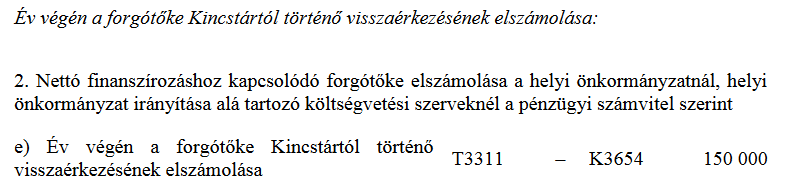 Év végén a forgótőke Kincstártól történő visszaérkezésének elszámolása:
2. Nettó finanszírozáshoz kapcsolódó forgótőke elszámolása a helyi önkormányzatnál, helyi
önkormányzat irányítása alá tartozó költségvetési szerveknél a pénzügyi számvitel szerint
e) Év végén a forgótőke Kincstártól történő
visszaérkezésének elszámolása T3311 – K3654 150 000